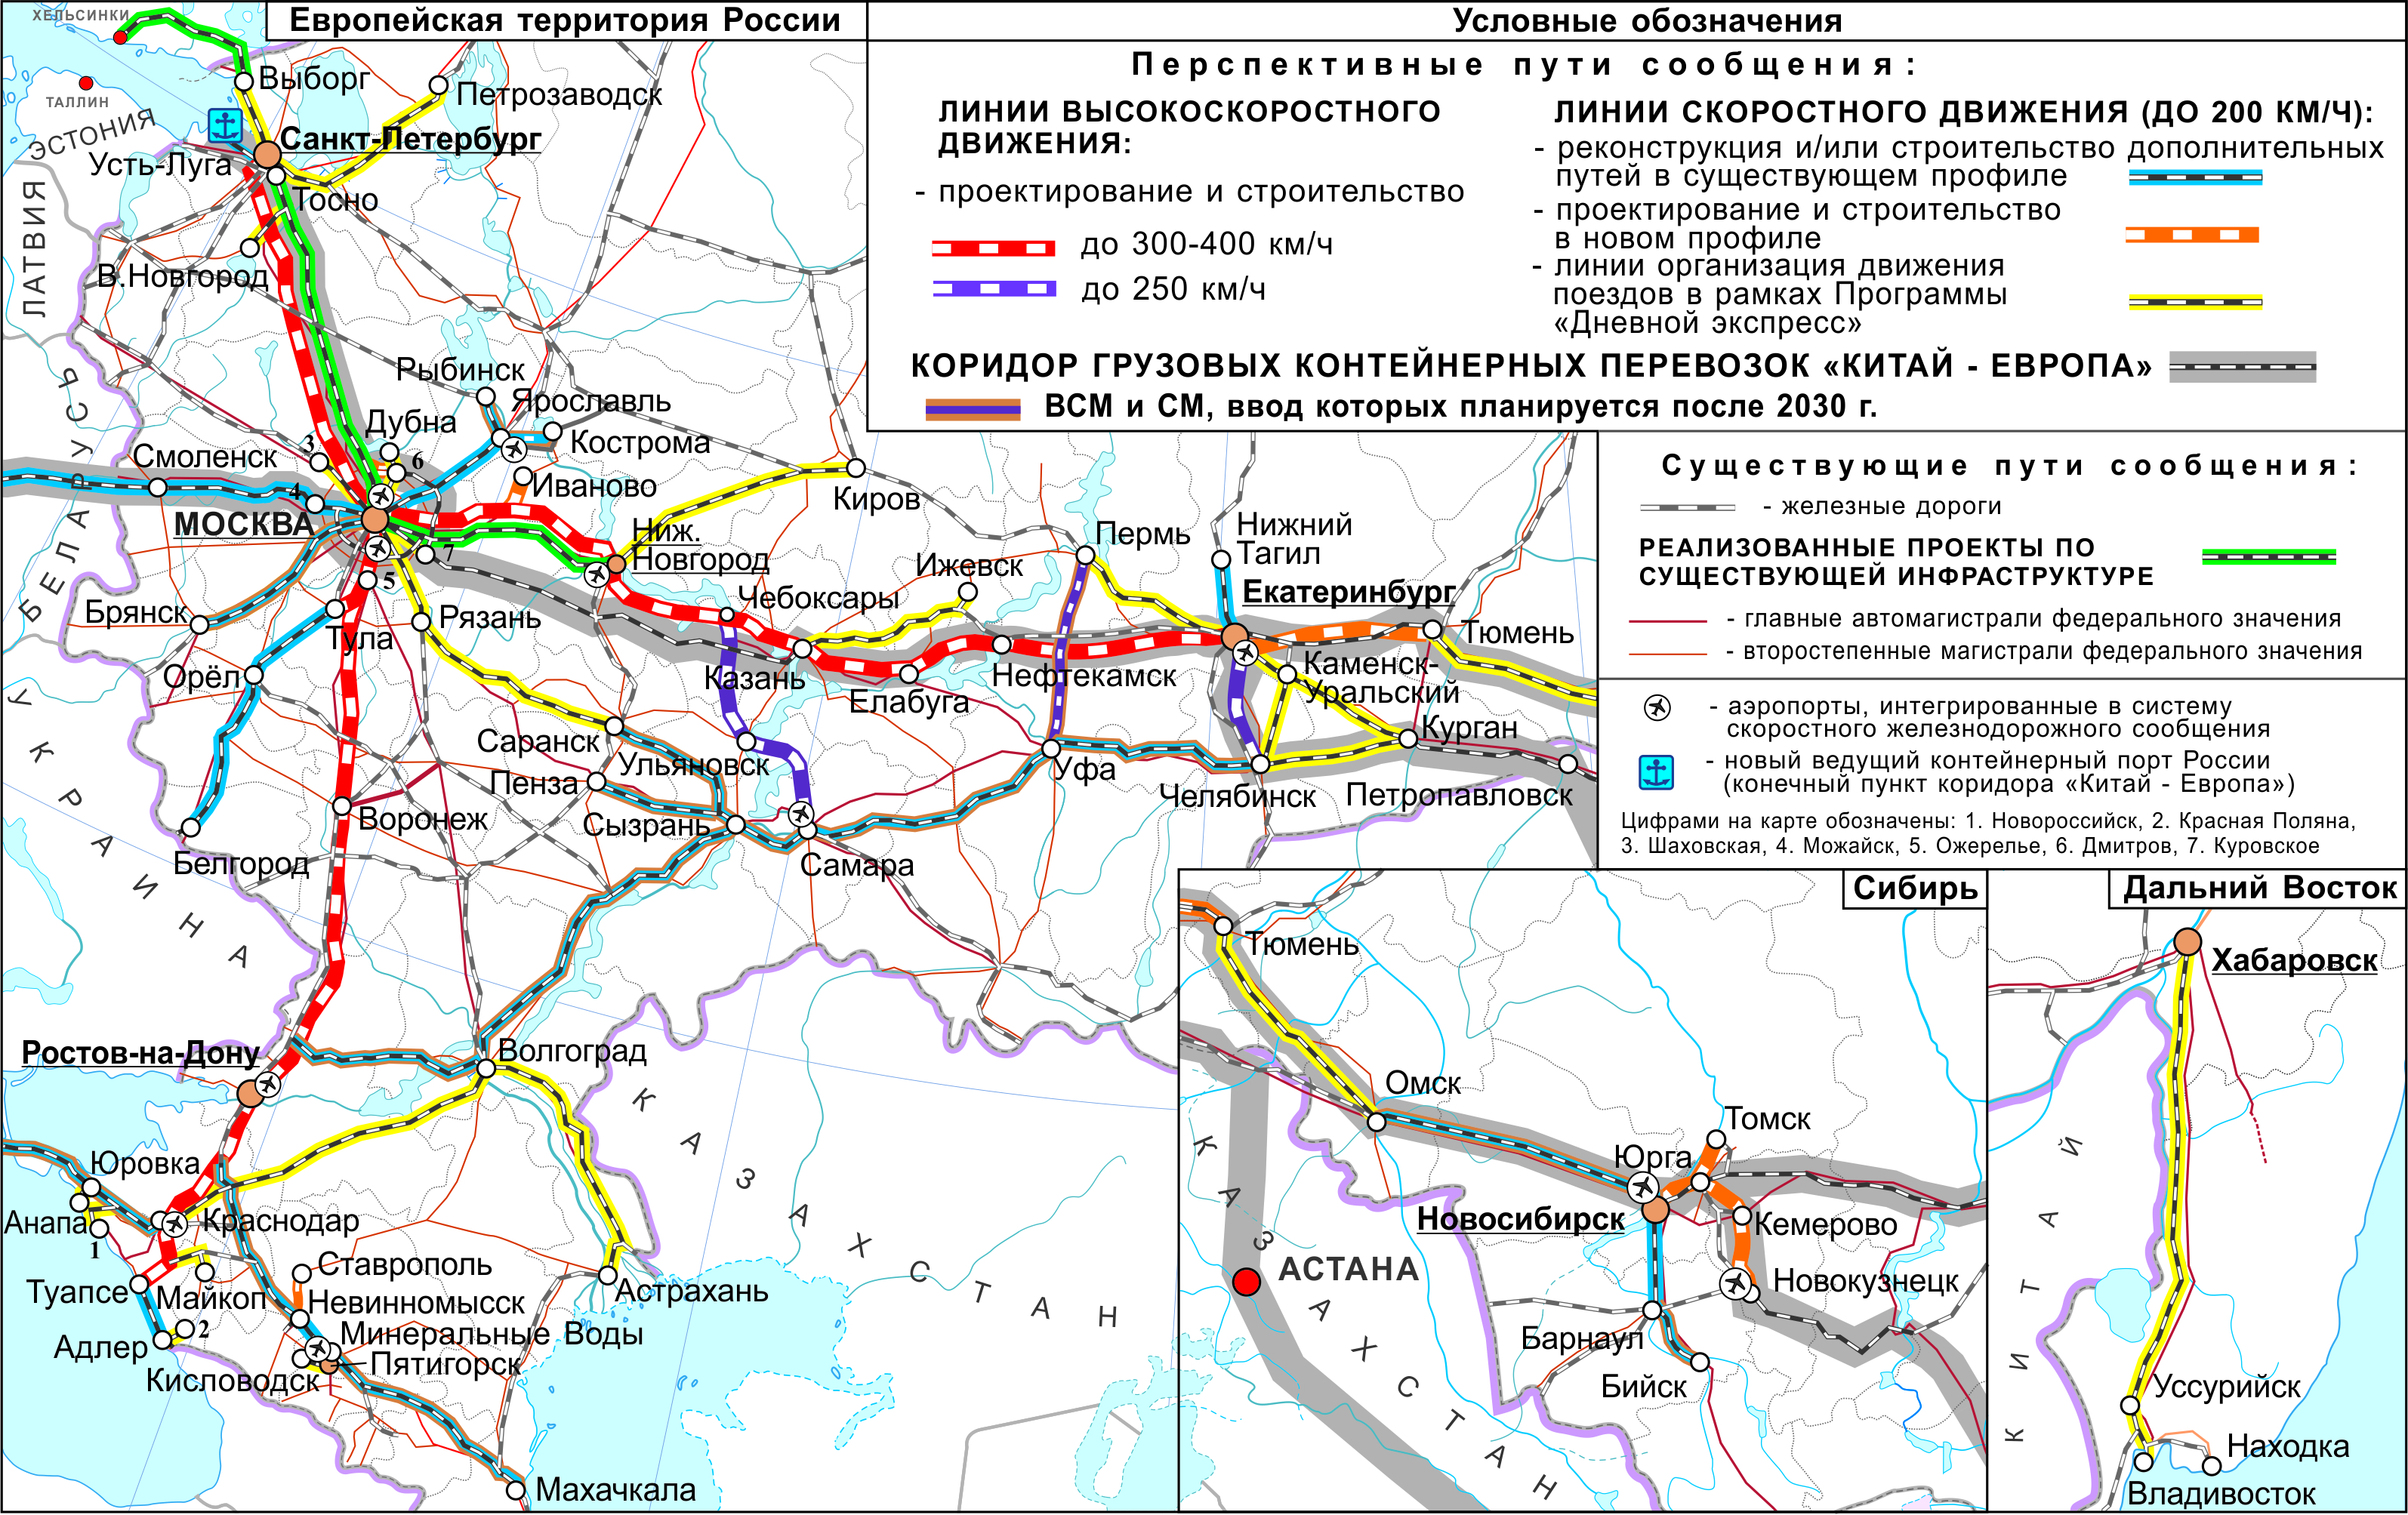 Европейская территория России
Условные обозначения
Перспективные пути сообщения:
ЛИНИИ ВЫСОКОСКОРОСТНОГО
ДВИЖЕНИЯ:
- проектирование и строительство
до 300-400 км/ч
до 250 км/ч
ЛИНИИ СКОРОСТНОГО ДВИЖЕНИЯ (ДО 200 КМ/Ч):
- реконструкция и/или строительство дополнительных
путей в существующем профиле
- проектирование и строительство
в новом профиле
- линии организация движения
поездов в рамках Программы
«Дневной экспресс»
КОРИДОР ГРУЗОВЫХ КОНТЕЙНЕРНЫХ ПЕРЕВОЗОК «КИТАЙ - ЕВРОПА»
ВСМ и СМ, ввод которых планируется после 2030 г.
Существующие пути сообщения:
- железные дороги
РЕАЛИЗОВАННЫЕ ПРОЕКТЫ ПО
СУЩЕСТВУЮЩЕЙ ИНФРАСТРУКТУРЕ
- главные автомагистрали федерального значения
- второстепенные магистрали федерального значения
- аэропорты, интегрированные в систему
скоростного железнодорожного сообщения
- новый ведущий контейнерный порт России
(конечный пункт коридора «Китай - Европа»)
Цифрами на карте обозначены: 1. Новороссийск, 2. Красная Поляна,
3. Шаховская, 4. Можайск, 5. Ожерелье, 6. Дмитров, 7. Куровское
ХЕЛЬСИНКИ
Выборг
Петрозаводск
ТАЛЛИН
ЭСТОНИЯ
Санкт-Петербург
Усть-Луга
Тосно
ЛАТВИЯ
В.Новгород
БЕЛАРУСЬ
Рыбинск
Ярославль
Дубна
Кострома
3
6
Смоленск
4
Иваново
Киров
МОСКВА
7
Ниж.
Новгород
Пермь
Нижний
Тагил
5
Ижевск
Екатеринбург
Брянск
Тула
Рязань
Чебоксары
Тюмень
Орёл
Казань
Елабуга
Нефтекамск
Каменск-
Уральский
УКРАИНА
Саранск
Ульяновск
Курган
Пенза
Уфа
Челябинск
Петропавловск
Воронеж
Сызрань
Белгород
Самара
Ростов-на-Дону
Волгоград
КАЗАХСТАН
Юровка
Анапа
1
Краснодар
Ставрополь
Туапсе
Майкоп
Невинномысск
Астрахань
Адлер
2
Минеральные Воды
Пятигорск
Кисловодск
Махачкала
Сибирь
Тюмень
Омск
Томск
Юрга
Новосибирск
Кемерово
КАЗАХСТАН
АСТАНА
Новокузнецк
Барнаул
Бийск
Дальний Восток
Хабаровск
КИТАЙ
Уссурийск
Находка
Владивосток